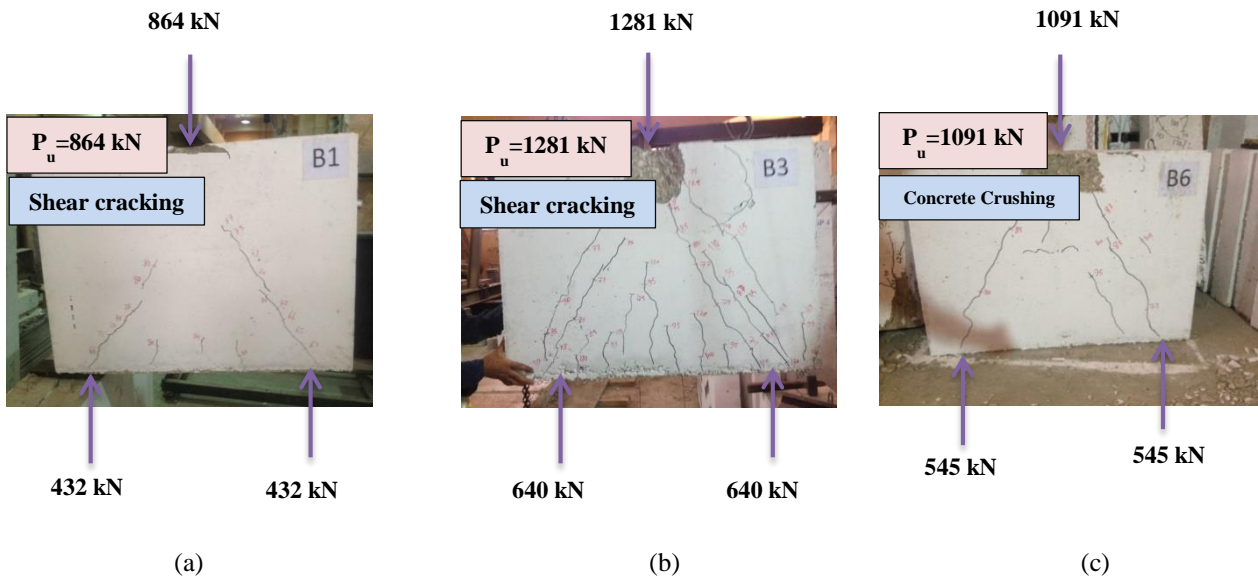 864 kN
1281 kN
1091 kN
P_u=864 kN
Shear cracking
B1
P_u=1281 kN
Shear cracking
B3
P_u=1091 kN
Concrete Crushing
B6
432 kN
432 kN
640 kN
640 kN
545 kN
545 kN
(a)
(b)
(c)